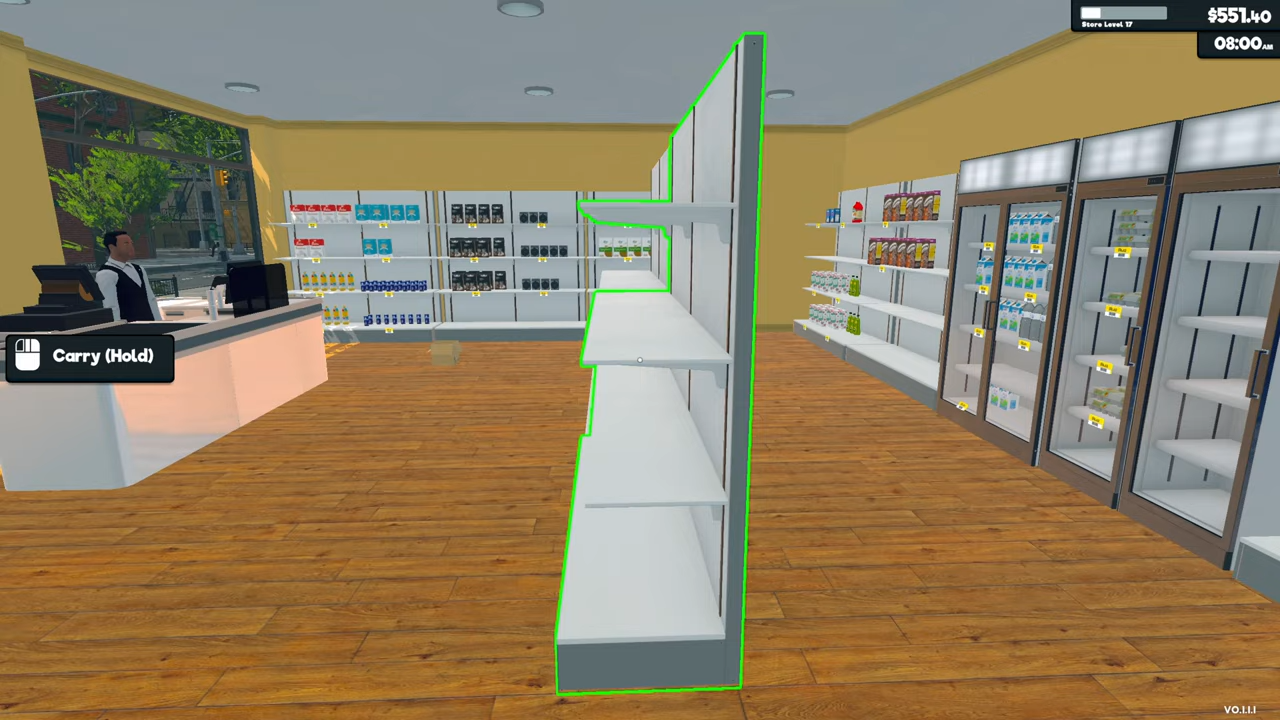 Store Level 17
$551.40
08:00AM
Carry (Hold)
V0.1.1.1